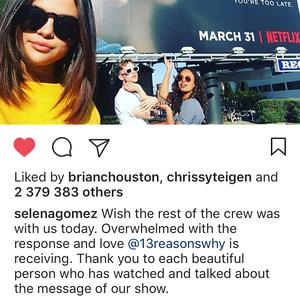 YOU'RE TOO LATE.
MARCH 31 | NETFLIX
REG
Liked by brianhouston, chrissyteigen and
2 379 383 others
selenagomez Wish the rest of the crew was
with us today. Overwhelmed with the
response and love @13reasonswhy is
receiving. Thank you to each beautiful
person who has watched and talked about
the message of our show.